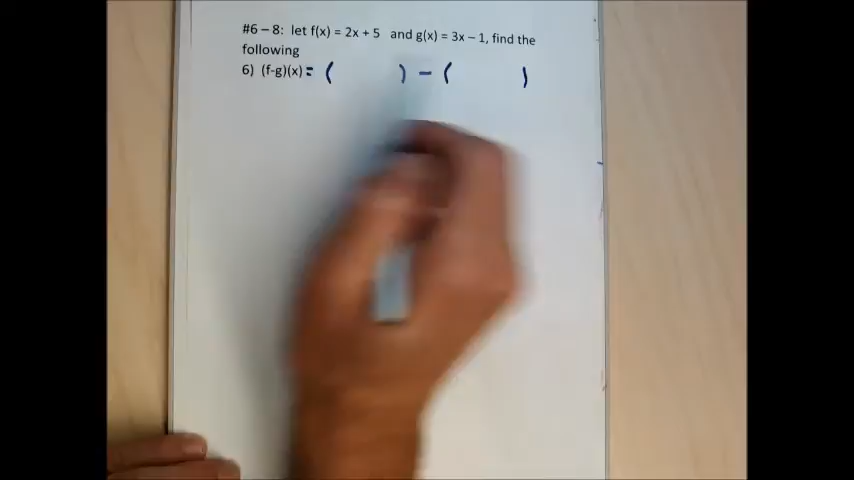 #6 – 8: let f(x) = 2x + 5 and g(x) = 3x – 1, find the
following
6) (f-g)(x) = ( ) - ( )